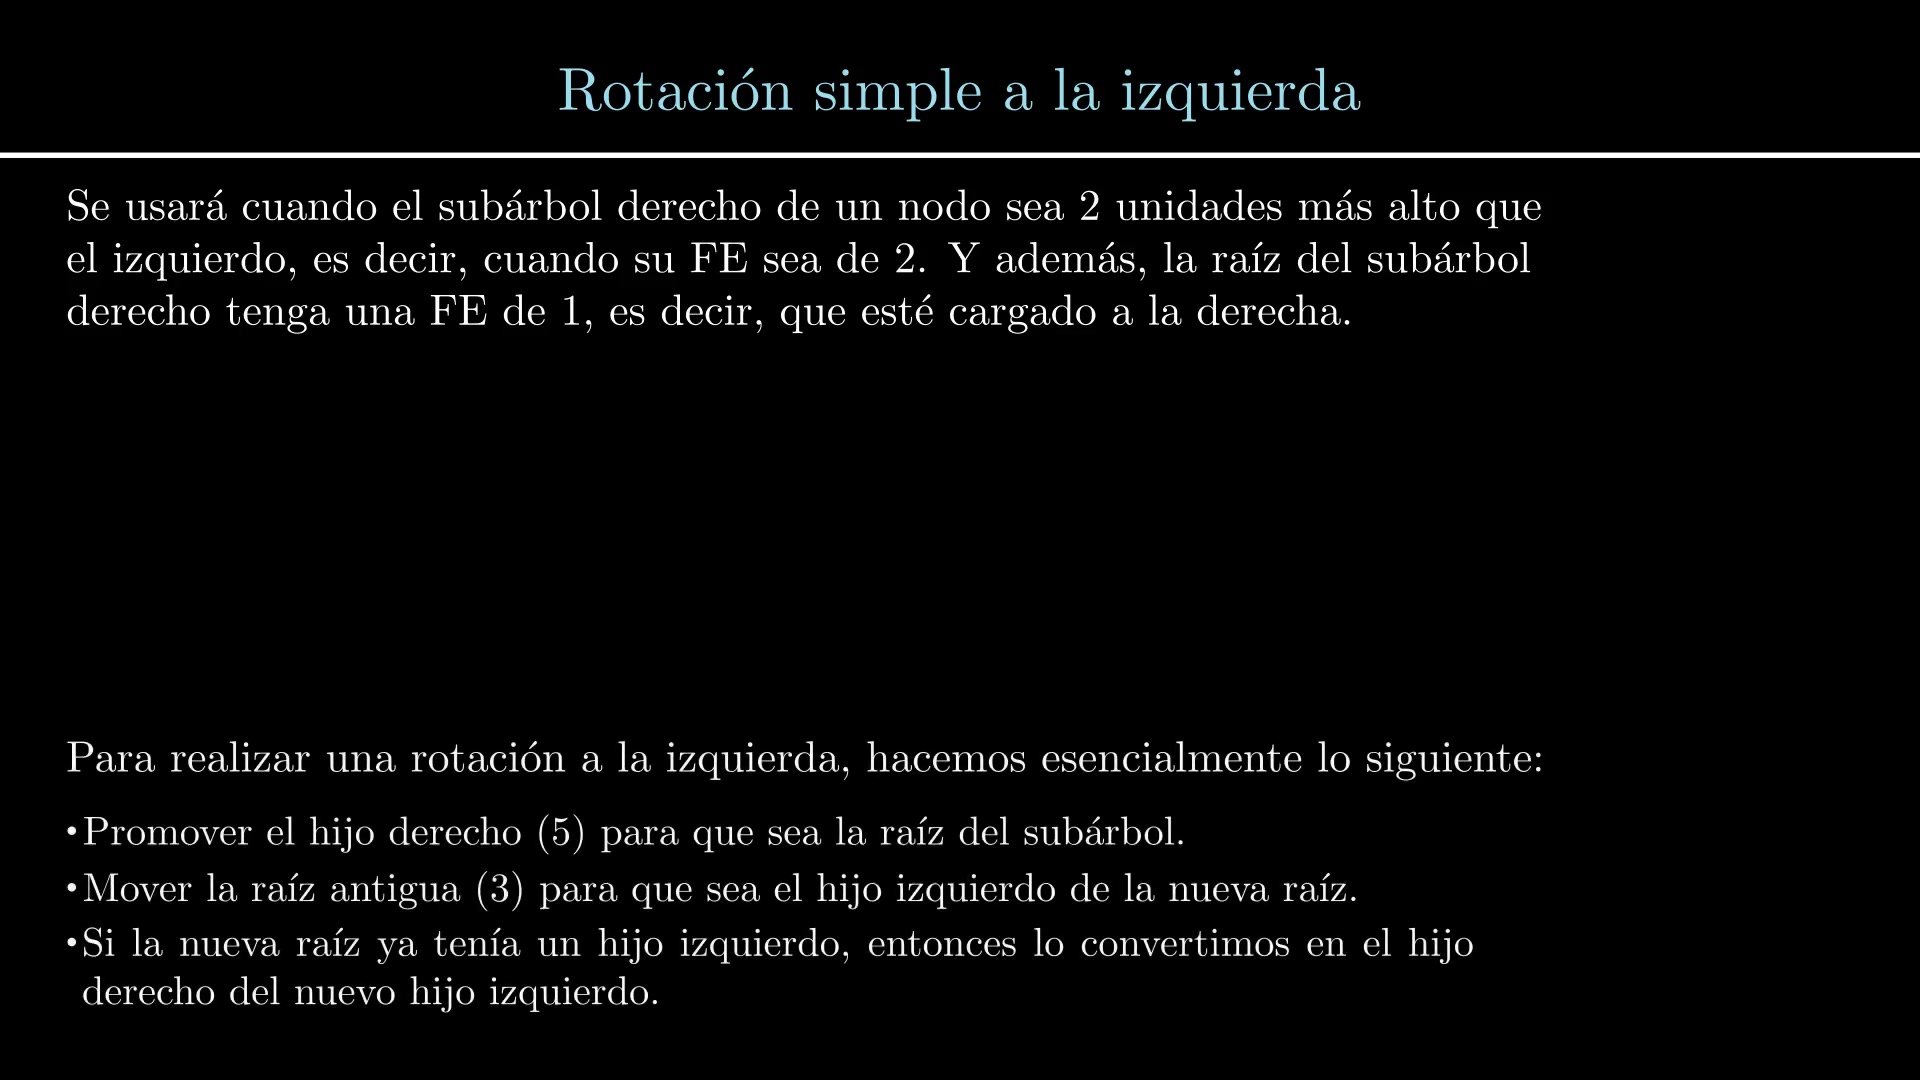 Rotación simple a la izquierda
Se usará cuando el subárbol derecho de un nodo sea 2 unidades más alto que
el izquierdo, es decir, cuando su FE sea de 2. Y además, la raíz del subárbol
derecho tenga una FE de 1, es decir, que esté cargado a la derecha.
Para realizar una rotación a la izquierda, hacemos esencialmente lo siguiente:
•Promover el hijo derecho (5) para que sea la raíz del subárbol.
•Mover la raíz antigua (3) para que sea el hijo izquierdo de la nueva raíz.
•Si la nueva raíz ya tenía un hijo izquierdo, entonces lo convertimos en el hijo
derecho del nuevo hijo izquierdo.